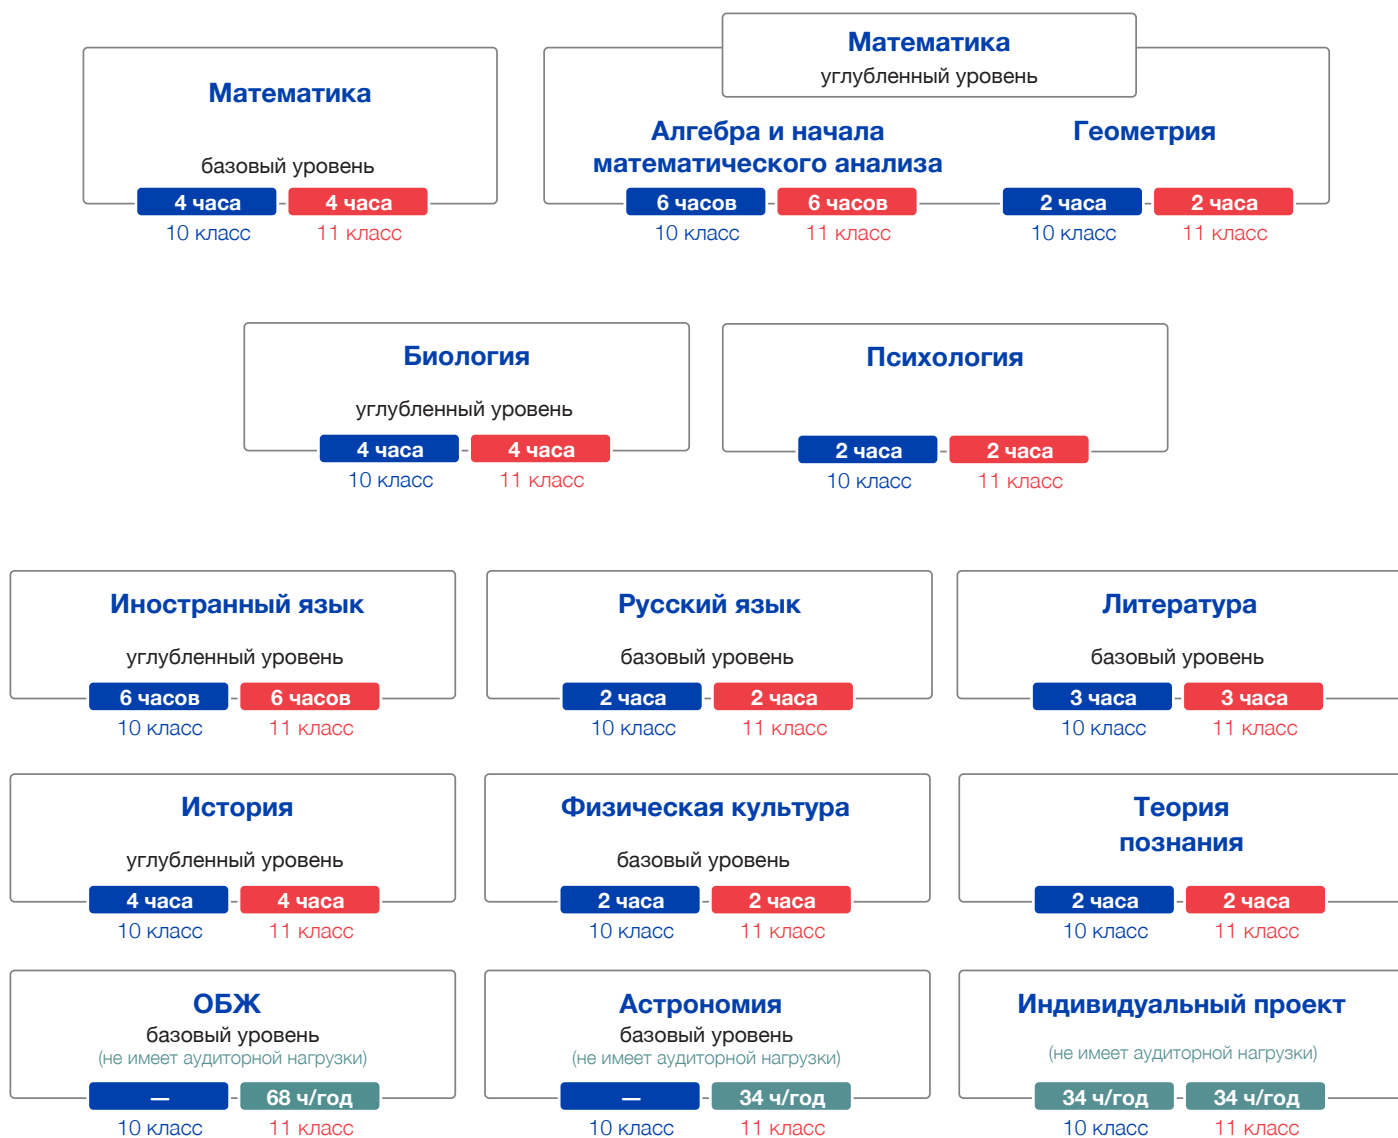 Математика
базовый уровень
4 часа
4 часа
10 класс
11 класс
Математика
углубленный уровень
Алгебра и начала
математического анализа
6 часов
6 часов
10 класс
11 класс
Геометрия
2 часа
2 часа
10 класс
11 класс
Биология
углубленный уровень
4 часа
4 часа
10 класс
11 класс
Психология
2 часа
2 часа
10 класс
11 класс
Иностранный язык
углубленный уровень
6 часов
6 часов
10 класс
11 класс
Русский язык
базовый уровень
2 часа
2 часа
10 класс
11 класс
Литература
базовый уровень
3 часа
3 часа
10 класс
11 класс
История
углубленный уровень
4 часа
4 часа
10 класс
11 класс
Физическая культура
базовый уровень
2 часа
2 часа
10 класс
11 класс
Теория
познания
2 часа
2 часа
10 класс
11 класс
ОБЖ
базовый уровень
(не имеет аудиторной нагрузки)
—
68 ч/год
10 класс
11 класс
Астрономия
базовый уровень
(не имеет аудиторной нагрузки)
—
34 ч/год
10 класс
11 класс
Индивидуальный проект
(не имеет аудиторной нагрузки)
34 ч/год
34 ч/год
10 класс
11 класс